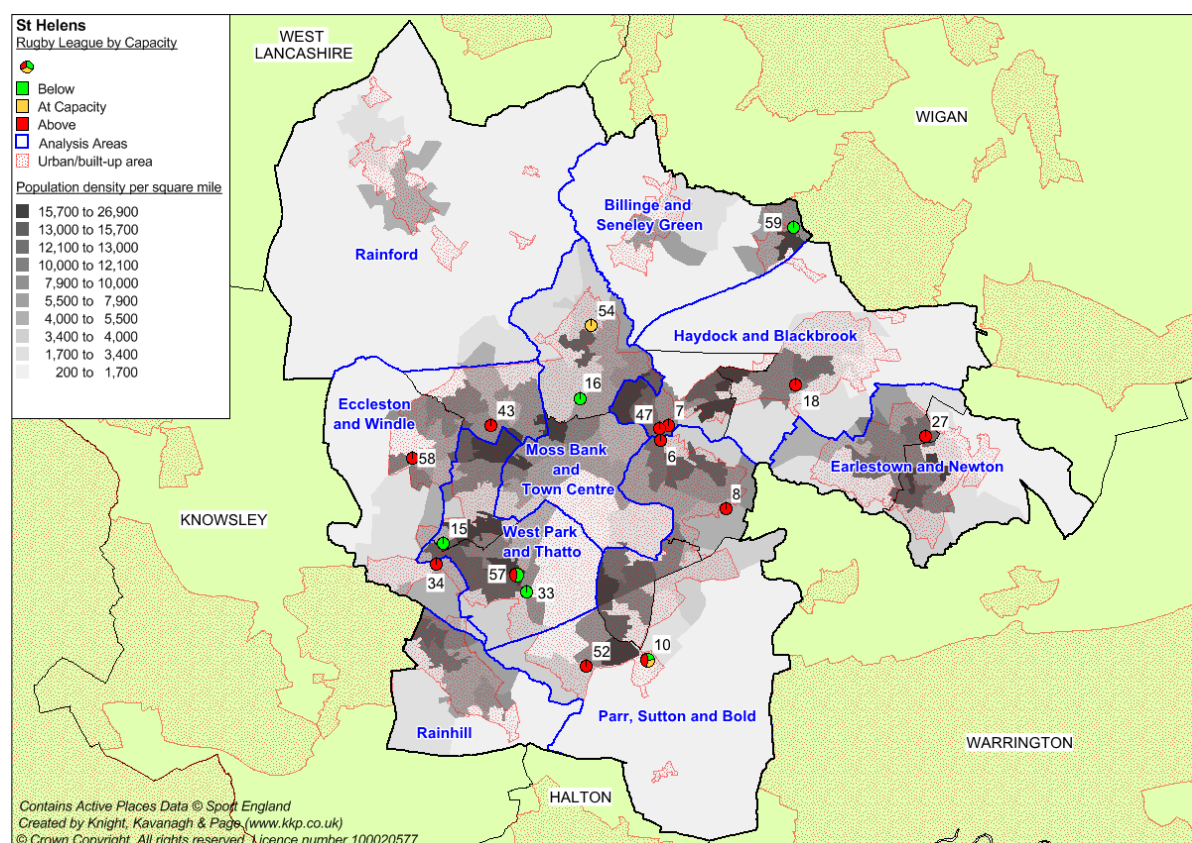 St Helens
Rugby League by Capacity
Below
At Capacity
Above
Analysis Areas
Urban/built-up area
Population density per square mile
15,700 to 26,900
13,000 to 15,700
12,100 to 13,000
10,000 to 12,100
7,900 to 10,000
5,500 to 7,900
4,000 to 5,500
3,400 to 4,000
1,700 to 3,400
200 to 1,700
WEST
LANCASHIRE
WIGAN
Billinge and
Seneley Green
59
Rainford
54
Haydock and Blackbrook
16
18
Eccleston
and Windle
43
47
7
27
58
Moss Bank
and
Town Centre
6
Earlestown and Newton
8
KNOWSLEY
15
West Park
and Thatto
34
57
33
52
10
Rainhill
Parr, Sutton and Bold
WARRINGTON
HALTON
Contains Active Places Data © Sport England
Created by Knight, Kavanagh & Page (www.kkp.co.uk)
© Crown Copyright. All rights reserved. Licence number 100020577